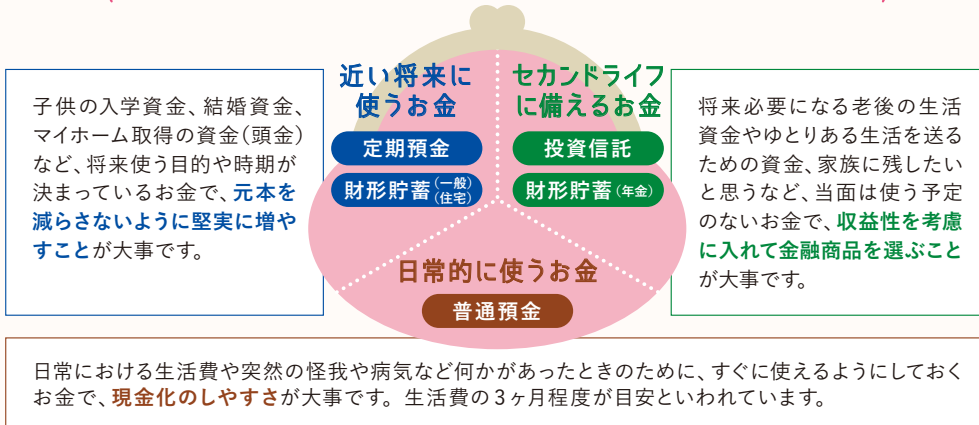 近い将来に
使うお金
定期預金
財形貯蓄(一般)(住宅)
セカンドライフ
に備えるお金
投資信託
財形貯蓄(年金)
子供の入学資金、結婚資金、
マイホーム取得の資金(頭金)
など、将来使う目的や時期が
決まっているお金で、元本を
減らさないように堅実に増や
すことが大事です。
将来必要になる老後の生活
資金やゆとりある生活を送る
ための資金、家族に残したい
と思うなど、当面は使う予定
のないお金で、収益性を考慮
に入れて金融商品を選ぶこと
が大事です。
日常的に使うお金
普通預金
日常における生活費や突然の怪我や病気など何かがあったときのために、すぐに使えるようにしておく
お金で、現金化のしやすさが大事です。生活費の3ヶ月程度が目安といわれています。